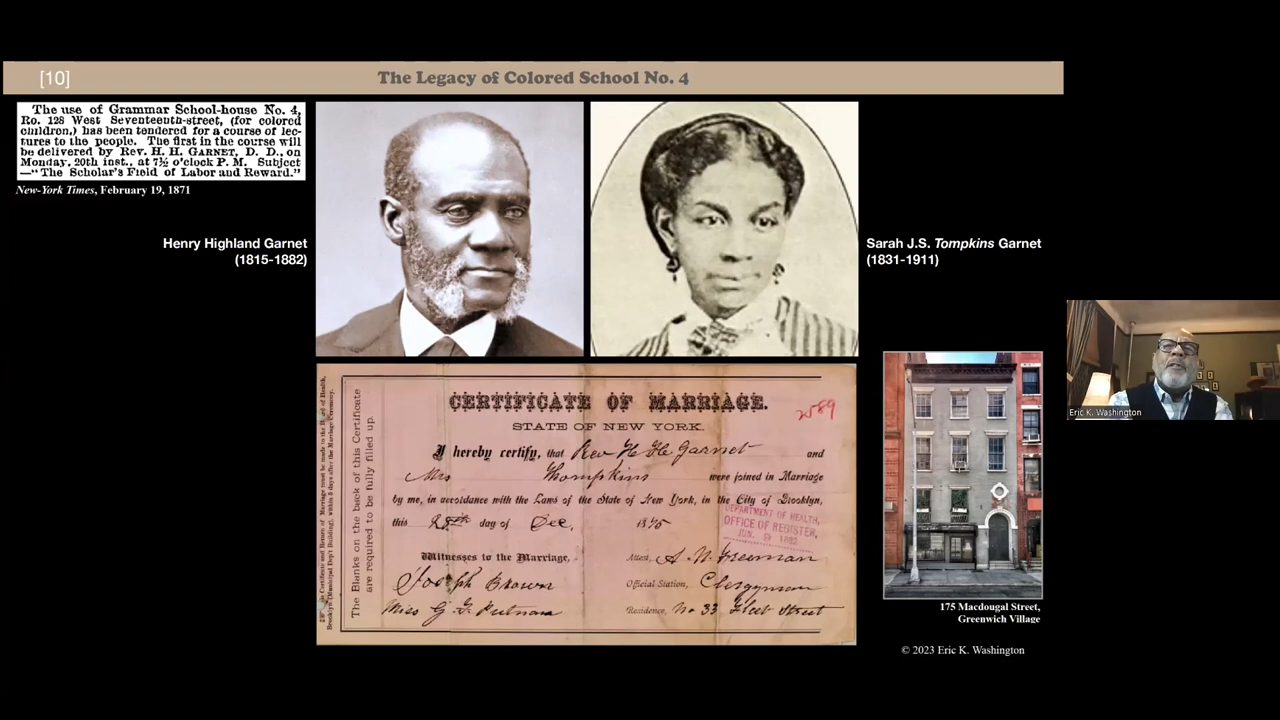 [10]
The Legacy of Colored School No. 4
The use of Grammar School-house No. 4,
Ro. 128 West Seventeenth-street, (for colored
children,) has been tendered for a course of lec-
tures to the people. The first in the course will
be delivered by Rev. H. H. GARNET, D. D., on
Monday, 20th inst., at 7½ o'clock P. M. Subject
—"The Scholar's Field of Labor and Reward."
New-York Times, February 19, 1871
Henry Highland Garnet
(1815-1882)
Sarah J.S. Tompkins Garnet
(1831-1911)
The Blanks on the back of this Certificate
are required to be fully filled up.
CERTIFICATE OF MARRIAGE.
w89
STATE OF NEW YORK.
I hereby certify, that Rev H. H. Garnet and
Mrs Thompkins were joined in Marriage
by me, in accordance with the Laws of the State of New York, in the City of Brooklyn,
this 28th day of Dec, 1875
DEPARTMENT OF HEALTH,
OFFICE OF REGISTER,
1882
Witnesses to the Marriage,
Attest, A. N. Freeman
Joseph Brown
Official Station, Clergyman
Miss G. F. Putnam
Residence, No 33 Fleet Street
175 Macdougal Street,
Greenwich Village
© 2023 Eric K. Washington
Eric K. Washington